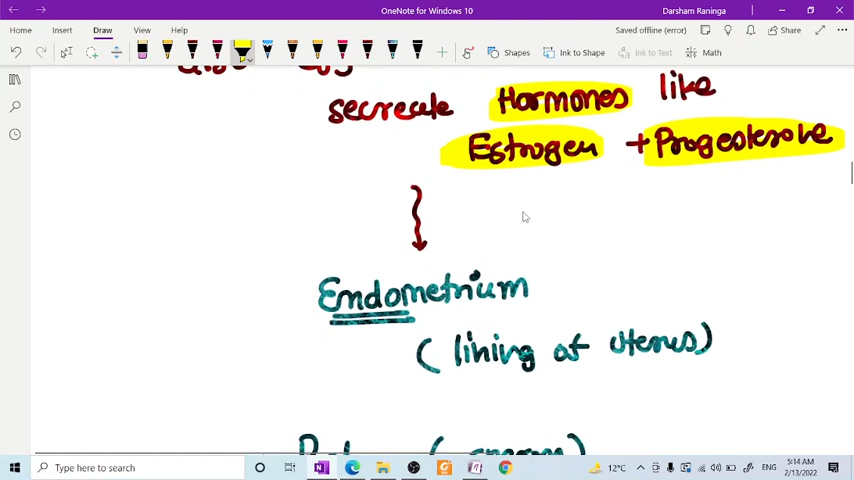 OneNote for Windows 10
Darsham Raninga
Home Insert Draw View Help
Saved offline (error)
Share
Shapes
Ink to Shape
Ink to Text
Math
secreate Hormones like
Estrogen + Progesterone
Endometrium
( lining of uterus)
Type here to search
12°C
ENG
5:14 AM
2/13/2022